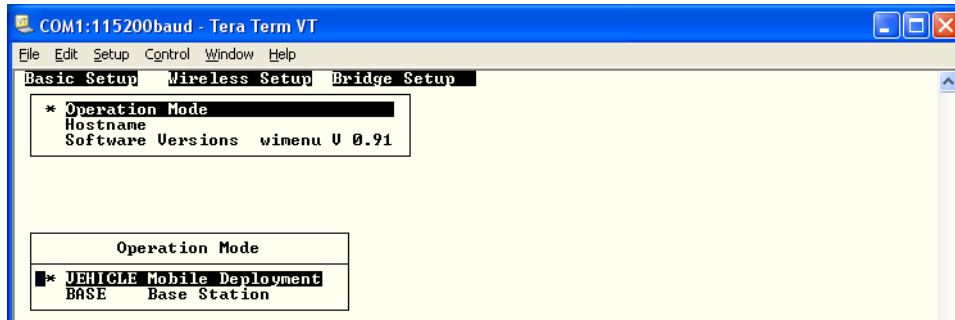 COM1:115200baud - Tera Term VT
File Edit Setup Control Window Help
Basic Setup Wireless Setup Bridge Setup
* Operation Mode
Hostname
Software Versions wimenu V 0.91
Operation Mode
* VEHICLE Mobile Deployment
BASE Base Station